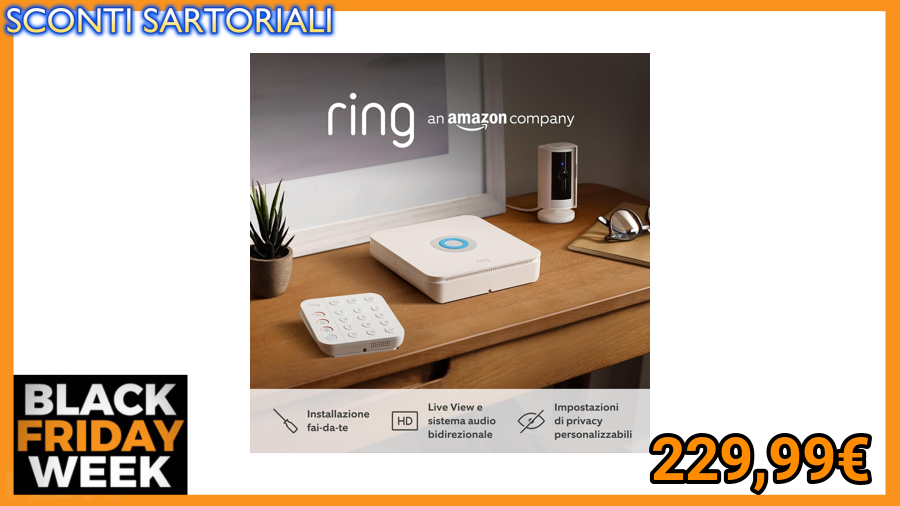 SCONTI SARTORIALI
ring an amazon company
ring
Installazione
fai-da-te
HD
Live View e
sistema audio
bidirezionale
Impostazioni
di privacy
personalizzabili
BLACK
FRIDAY
WEEK
229,99€